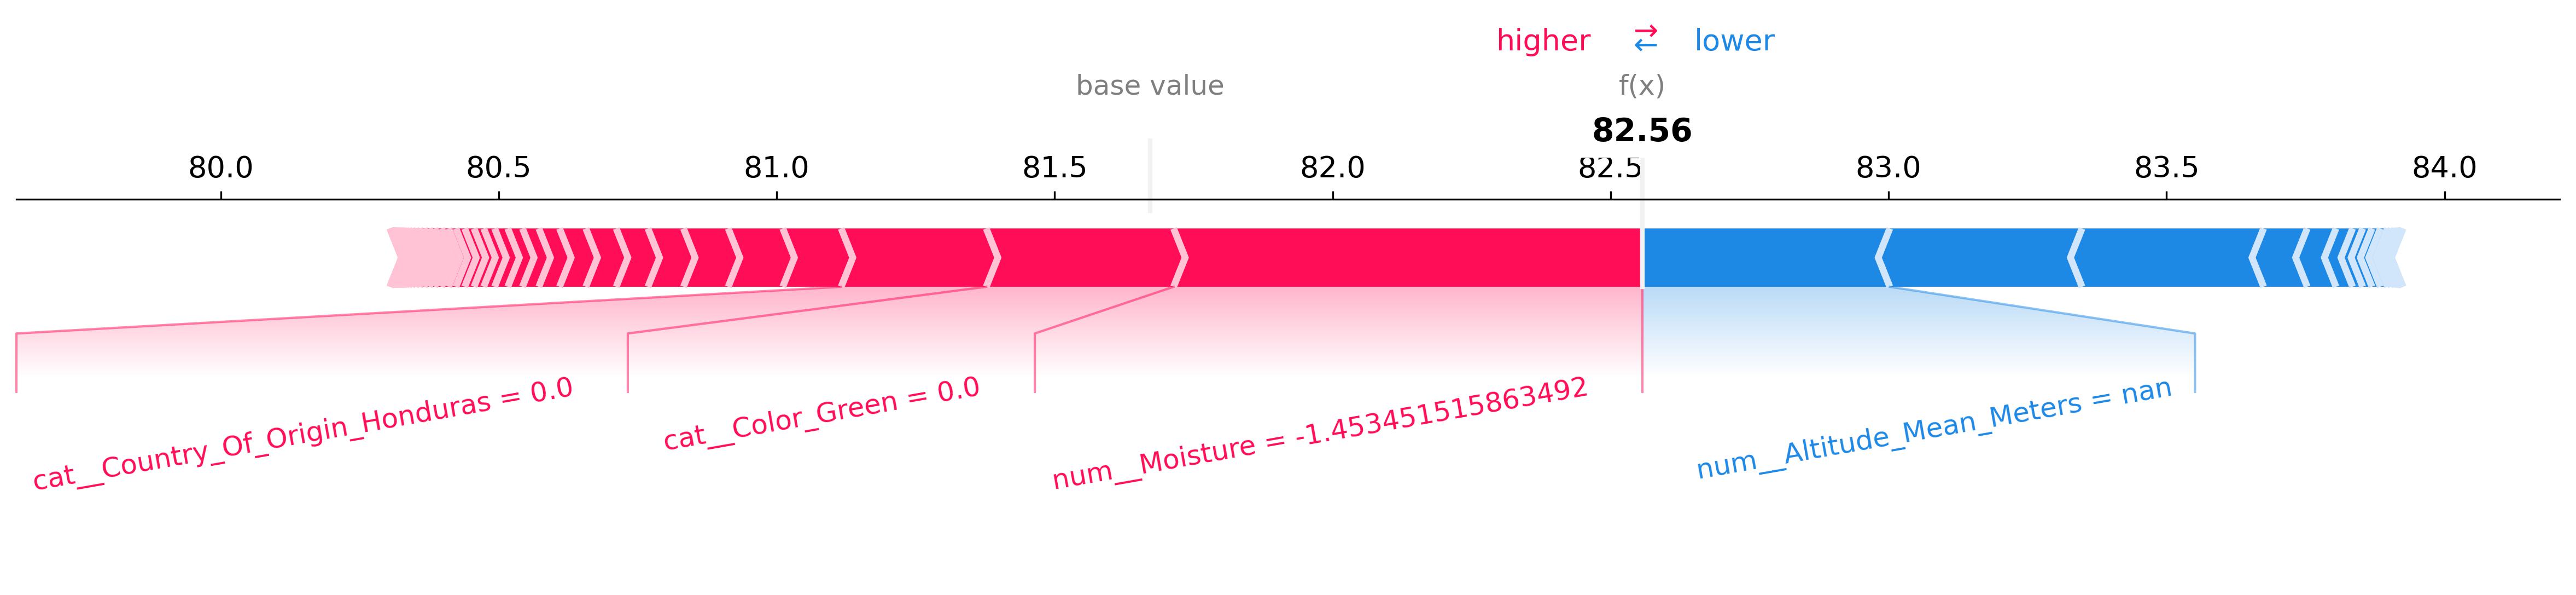 higher ⇄ lower
base value f(x)
82.56
80.0 80.5 81.0 81.5 82.0 82.5 83.0 83.5 84.0
cat__Country_Of_Origin_Honduras = 0.0
cat__Color_Green = 0.0
num__Moisture = -1.453451515863492
num__Altitude_Mean_Meters = nan